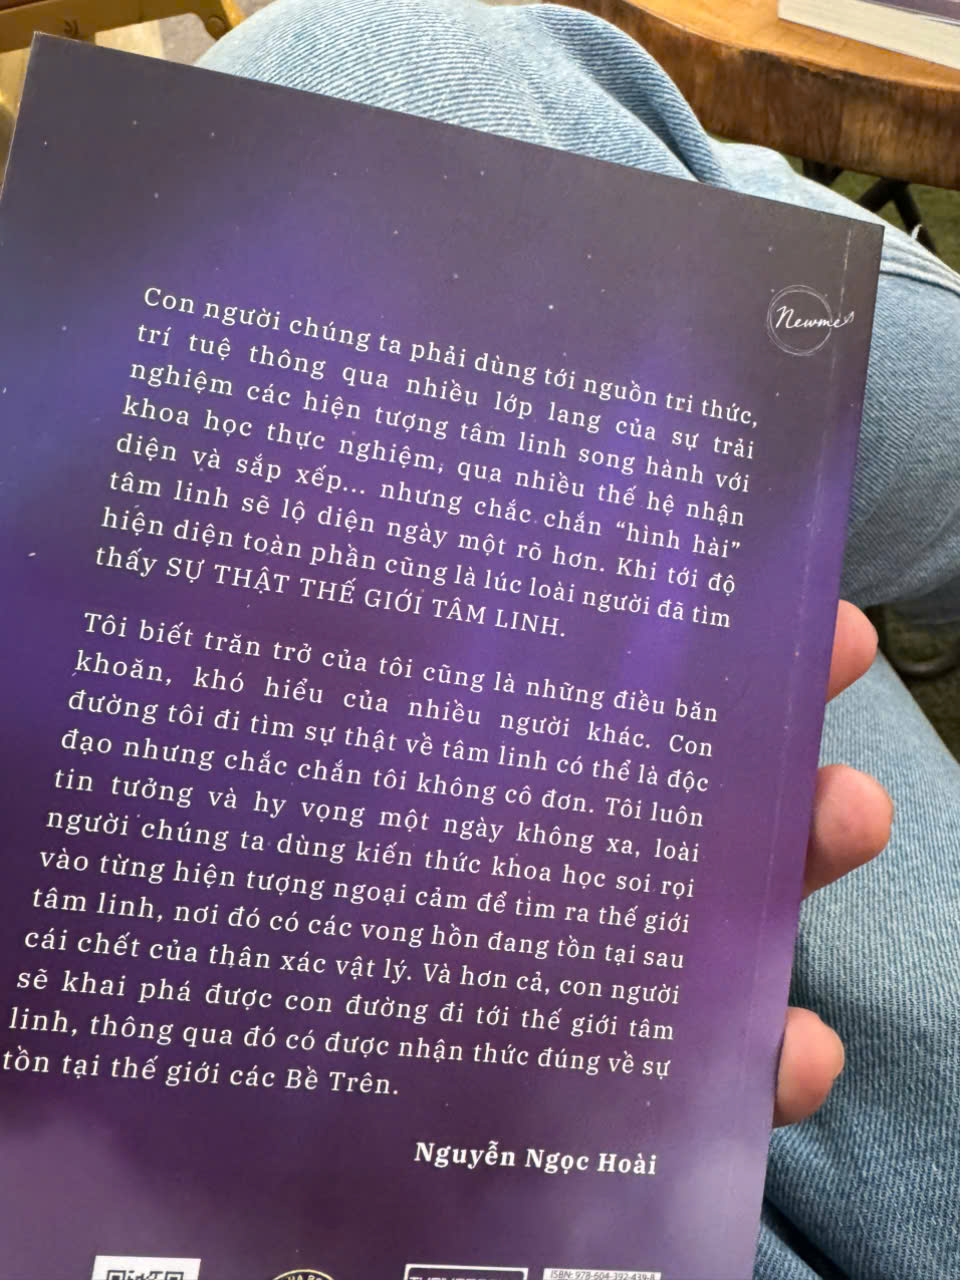 Newme
Con người chúng ta phải dùng tới nguồn tri thức,
trí tuệ thông qua nhiều lớp lang của sự trải
nghiệm các hiện tượng tâm linh song hành với
khoa học thực nghiệm, qua nhiều thế hệ nhận
diện và sắp xếp... nhưng chắc chắn “hình hài”
tâm linh sẽ lộ diện ngày một rõ hơn. Khi tới độ
hiện diện toàn phần cũng là lúc loài người đã tìm
thấy SỰ THẬT THẾ GIỚI TÂM LINH.
Tôi biết trăn trở của tôi cũng là những điều băn
khoăn, khó hiểu của nhiều người khác. Con
đường tôi đi tìm sự thật về tâm linh có thể là độc
đạo nhưng chắc chắn tôi không cô đơn. Tôi luôn
tin tưởng và hy vọng một ngày không xa, loài
người chúng ta dùng kiến thức khoa học soi rọi
vào từng hiện tượng ngoại cảm để tìm ra thế giới
tâm linh, nơi đó có các vong hồn đang tồn tại sau
cái chết của thân xác vật lý. Và hơn cả, con người
sẽ khai phá được con đường đi tới thế giới tâm
linh, thông qua đó có được nhận thức đúng về sự
tồn tại thế giới các Bề Trên.
Nguyễn Ngọc Hoài
ISBN: 978-604-392-439-8